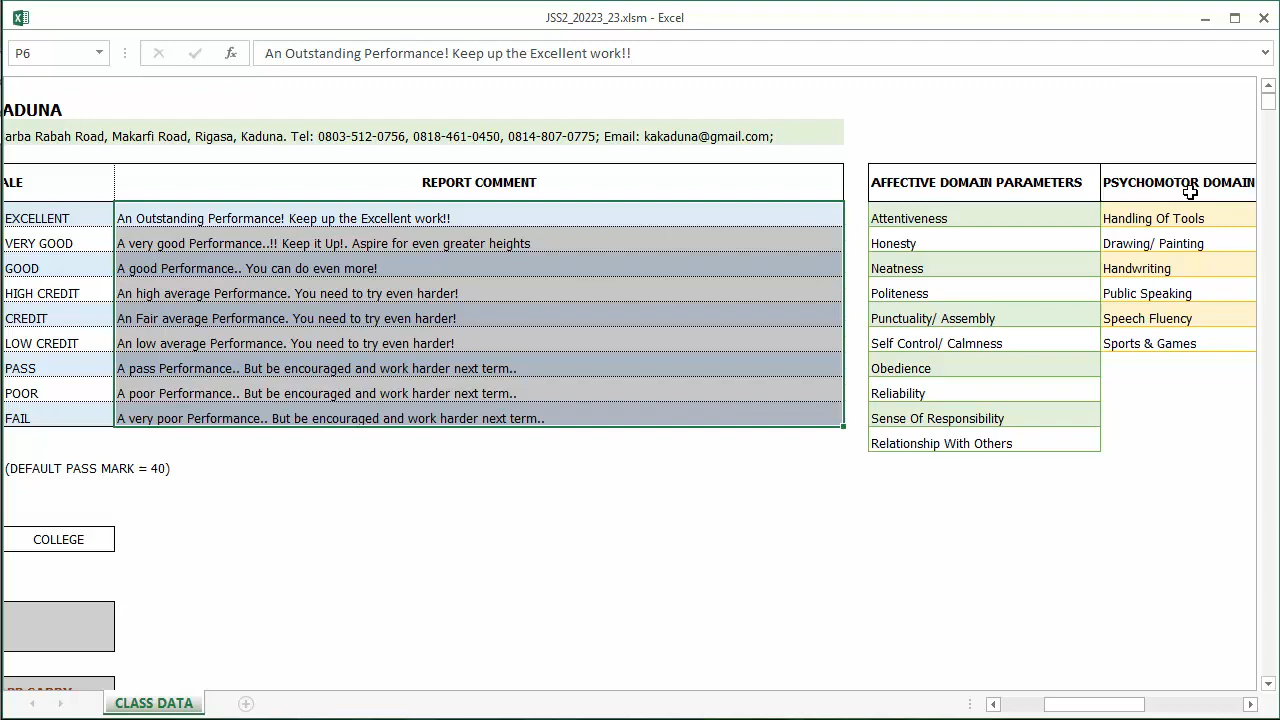 JSS2_20223_23.xlsm - Excel
P6
fx
An Outstanding Performance! Keep up the Excellent work!!
ADUNA
arba Rabah Road, Makarfi Road, Rigasa, Kaduna. Tel: 0803-512-0756, 0818-461-0450, 0814-807-0775; Email: kakaduna@gmail.com;
ALE REPORT COMMENT AFFECTIVE DOMAIN PARAMETERS PSYCHOMOTOR DOMAIN
EXCELLENT An Outstanding Performance! Keep up the Excellent work!! Attentiveness Handling Of Tools
VERY GOOD A very good Performance..!! Keep it Up!. Aspire for even greater heights Honesty Drawing/ Painting
GOOD A good Performance.. You can do even more! Neatness Handwriting
HIGH CREDIT An high average Performance. You need to try even harder! Politeness Public Speaking
CREDIT An Fair average Performance. You need to try even harder! Punctuality/ Assembly Speech Fluency
LOW CREDIT An low average Performance. You need to try even harder! Self Control/ Calmness Sports & Games
PASS A pass Performance.. But be encouraged and work harder next term.. Obedience
POOR A poor Performance.. But be encouraged and work harder next term.. Reliability
FAIL A very poor Performance.. But be encouraged and work harder next term.. Sense Of Responsibility
Relationship With Others
(DEFAULT PASS MARK = 40)
COLLEGE
CLASS DATA